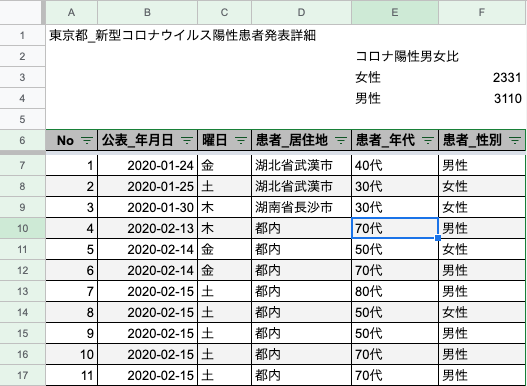 A B C D E F
1 東京都_新型コロナウイルス陽性患者発表詳細
2 コロナ陽性男女比
3 女性 2331
4 男性 3110
5
6 No 公表_年月日 曜日 患者_居住地 患者_年代 患者_性別
7 1 2020-01-24 金 湖北省武漢市 40代 男性
8 2 2020-01-25 土 湖北省武漢市 30代 女性
9 3 2020-01-30 木 湖南省長沙市 30代 女性
10 4 2020-02-13 木 都内 70代 男性
11 5 2020-02-14 金 都内 50代 女性
12 6 2020-02-14 金 都内 70代 男性
13 7 2020-02-15 土 都内 80代 男性
14 8 2020-02-15 土 都内 50代 女性
15 9 2020-02-15 土 都内 50代 男性
16 10 2020-02-15 土 都内 70代 男性
17 11 2020-02-15 土 都内 70代 男性